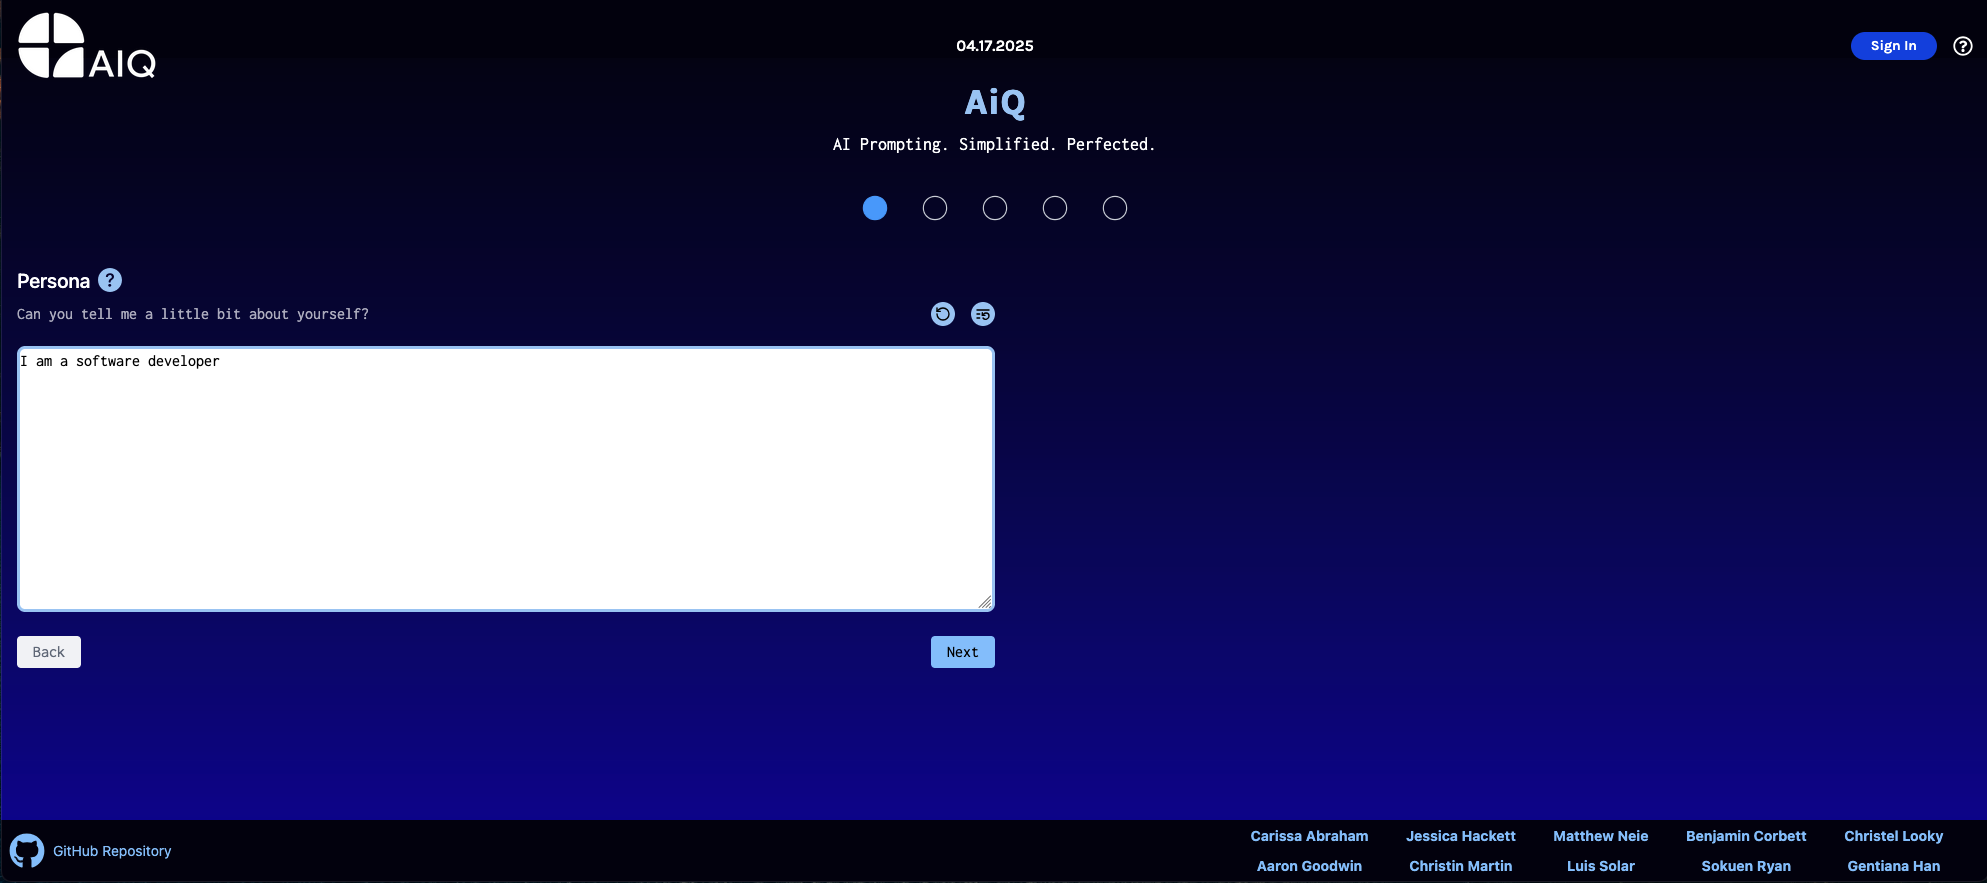 AIQ
04.17.2025
Sign In
?
AiQ
AI Prompting. Simplified. Perfected.
Persona ?
Can you tell me a little bit about yourself?
I am a software developer
Back
Next
GitHub Repository
Carissa Abraham Jessica Hackett Matthew Neie Benjamin Corbett Christel Looky
Aaron Goodwin Christin Martin Luis Solar Sokuen Ryan Gentiana Han